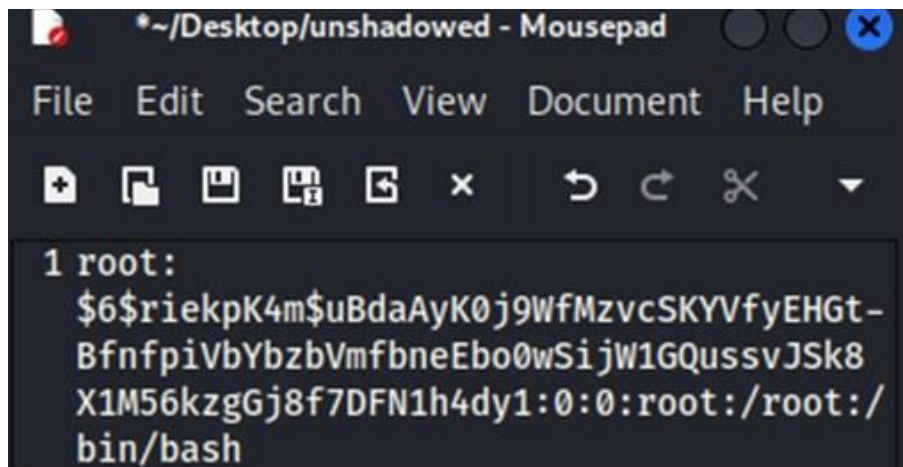 *~/Desktop/unshadowed - Mousepad
File Edit Search View Document Help
1 root:
$6$riekpK4m$uBdaAyK0j9WfMzvcSKYVfyEHGt-
BfnfpiVbYbzbVmfbneEbo0wSijW1GQussvJSk8
X1M56kzgGj8f7DFN1h4dy1:0:0:root:/root:/
bin/bash